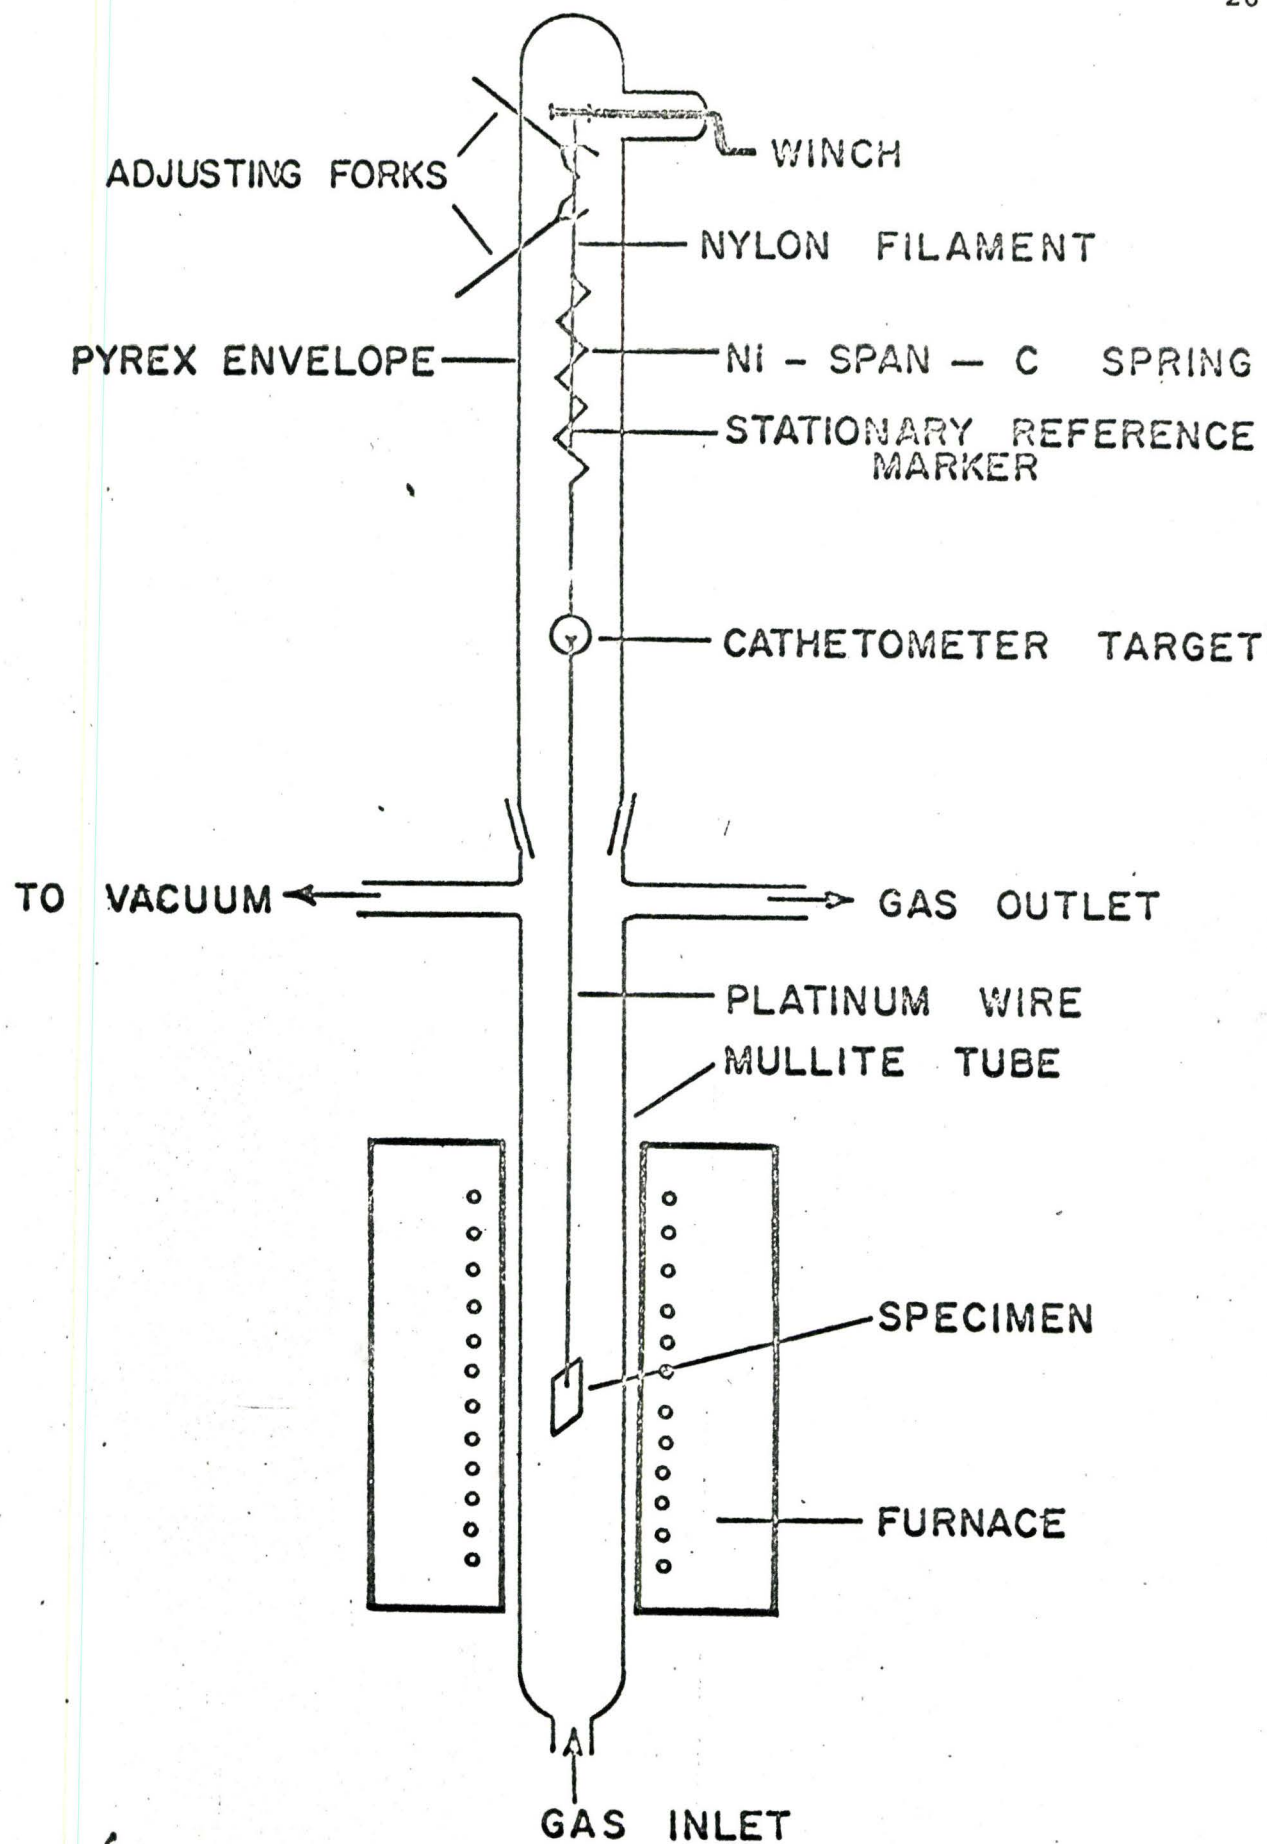 WINCH
ADJUSTING FORKS
NYLON FILAMENT
PYREX ENVELOPE
NI - SPAN - C SPRING
STATIONARY REFERENCE
MARKER
CATHETOMETER TARGET
TO VACUUM
GAS OUTLET
PLATINUM WIRE
MULLITE TUBE
SPECIMEN
FURNACE
GAS INLET